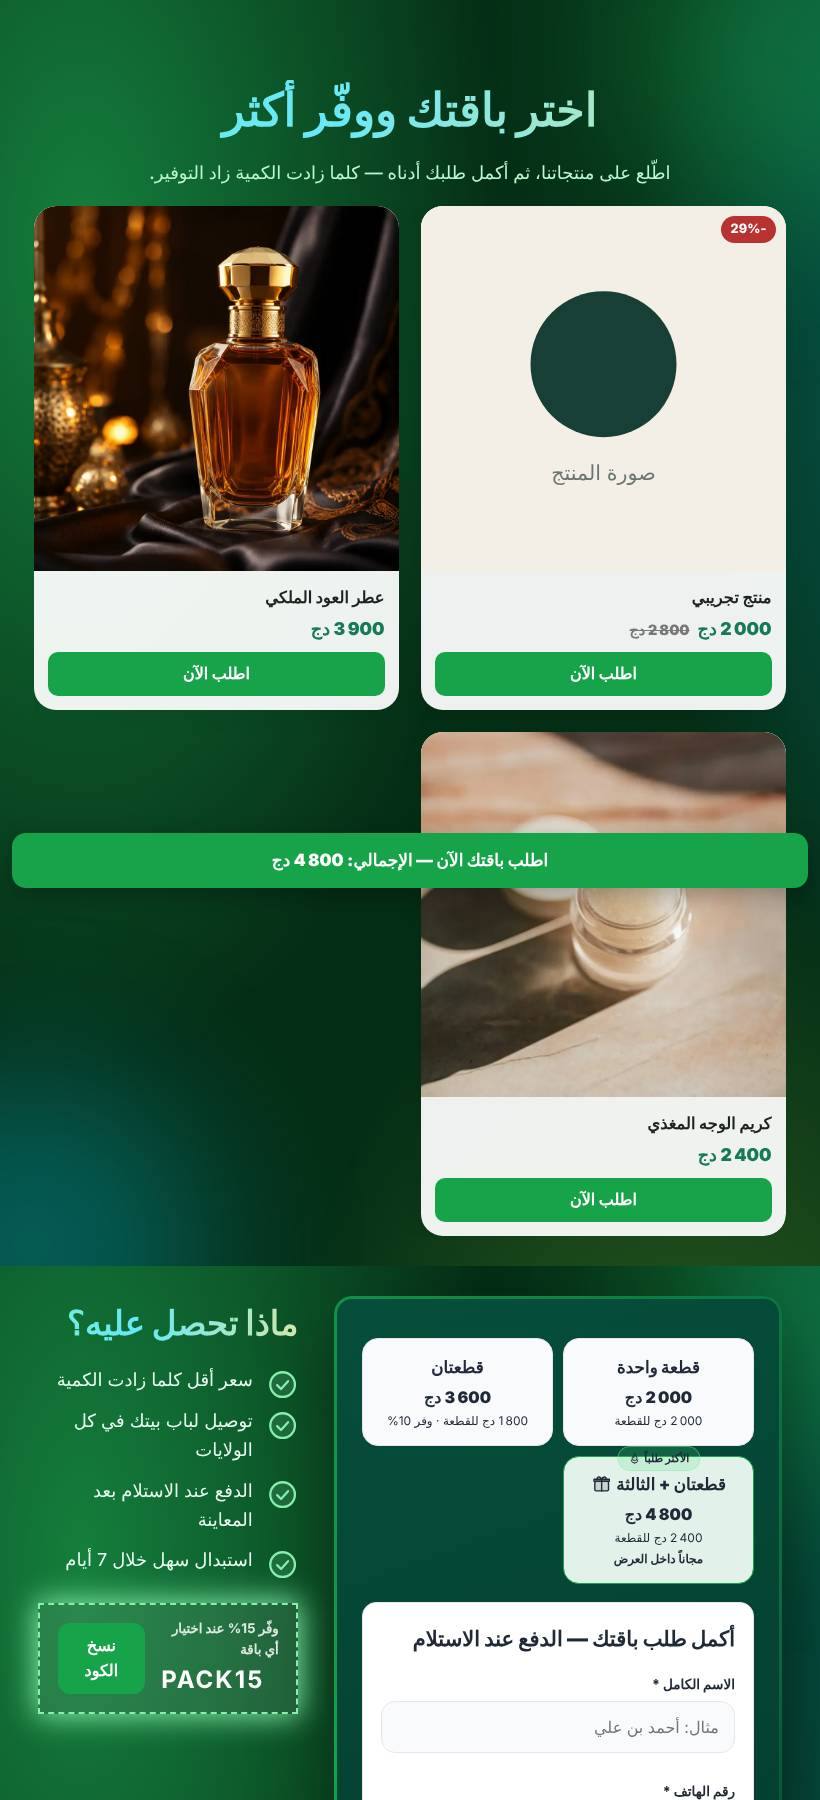 اختر باقتك ووفّر أكثر
اطّلع على منتجاتنا، ثم أكمل طلبك أدناه — كلما زادت الكمية زاد التوفير.
-29%
صورة المنتج
منتج تجريبي
2 000 دج 2 800 دج
اطلب الآن
عطر العود الملكي
3 900 دج
اطلب الآن
اطلب باقتك الآن — الإجمالي: 4 800 دج
كريم الوجه المغذي
2 400 دج
اطلب الآن
قطعة واحدة
2 000 دج
2 000 دج للقطعة
قطعتان
3 600 دج
1 800 دج للقطعة · وفر 10%
الأكثر طلباً
قطعتان + الثالثة
4 800 دج
2 400 دج للقطعة
مجاناً داخل العرض
أكمل طلب باقتك — الدفع عند الاستلام
الاسم الكامل *
مثال: أحمد بن علي
رقم الهاتف *
ماذا تحصل عليه؟
سعر أقل كلما زادت الكمية
توصيل لباب بيتك في كل
الولايات
الدفع عند الاستلام بعد
المعاينة
استبدال سهل خلال 7 أيام
وفّر 15% عند اختيار
أي باقة
PACK15
نسخ
الكود